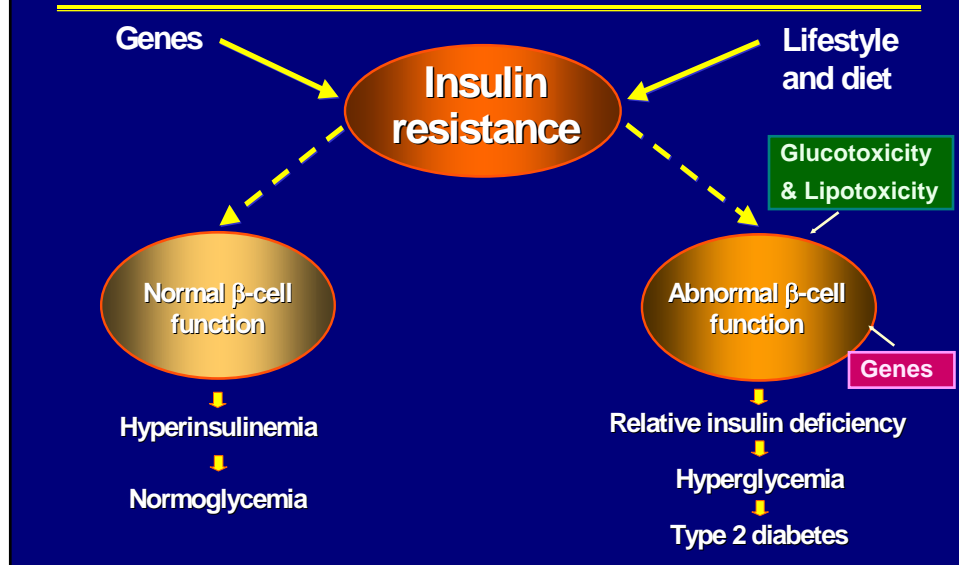 Genes
Lifestyle
and diet
Insulin
resistance
Glucotoxicity
& Lipotoxicity
Normal β-cell
function
Abnormal β-cell
function
Genes
Hyperinsulinemia
Normoglycemia
Relative insulin deficiency
Hyperglycemia
Type 2 diabetes